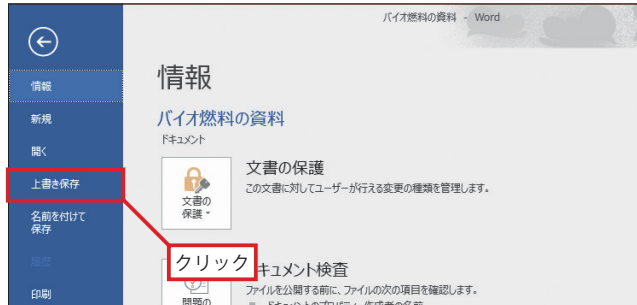 バイオ燃料の資料 - Word
情報
新規
開く
上書き保存
名前を付けて
保存
履歴
印刷
情報
バイオ燃料の資料
ドキュメント
文書の
保護
文書の保護
この文書に対してユーザーが行える変更の種類を管理します。
クリック
キュメント検査
ファイルを公開する前に、ファイルの次の項目を確認します。
問題の